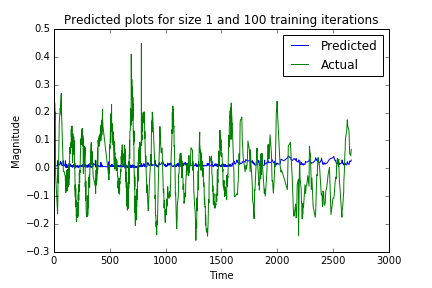 Predicted plots for size 1 and 100 training iterations
0.5
0.4
0.3
0.2
0.1
0.0
−0.1
−0.2
−0.3
Magnitude
Predicted
Actual
0 500 1000 1500 2000 2500 3000
Time